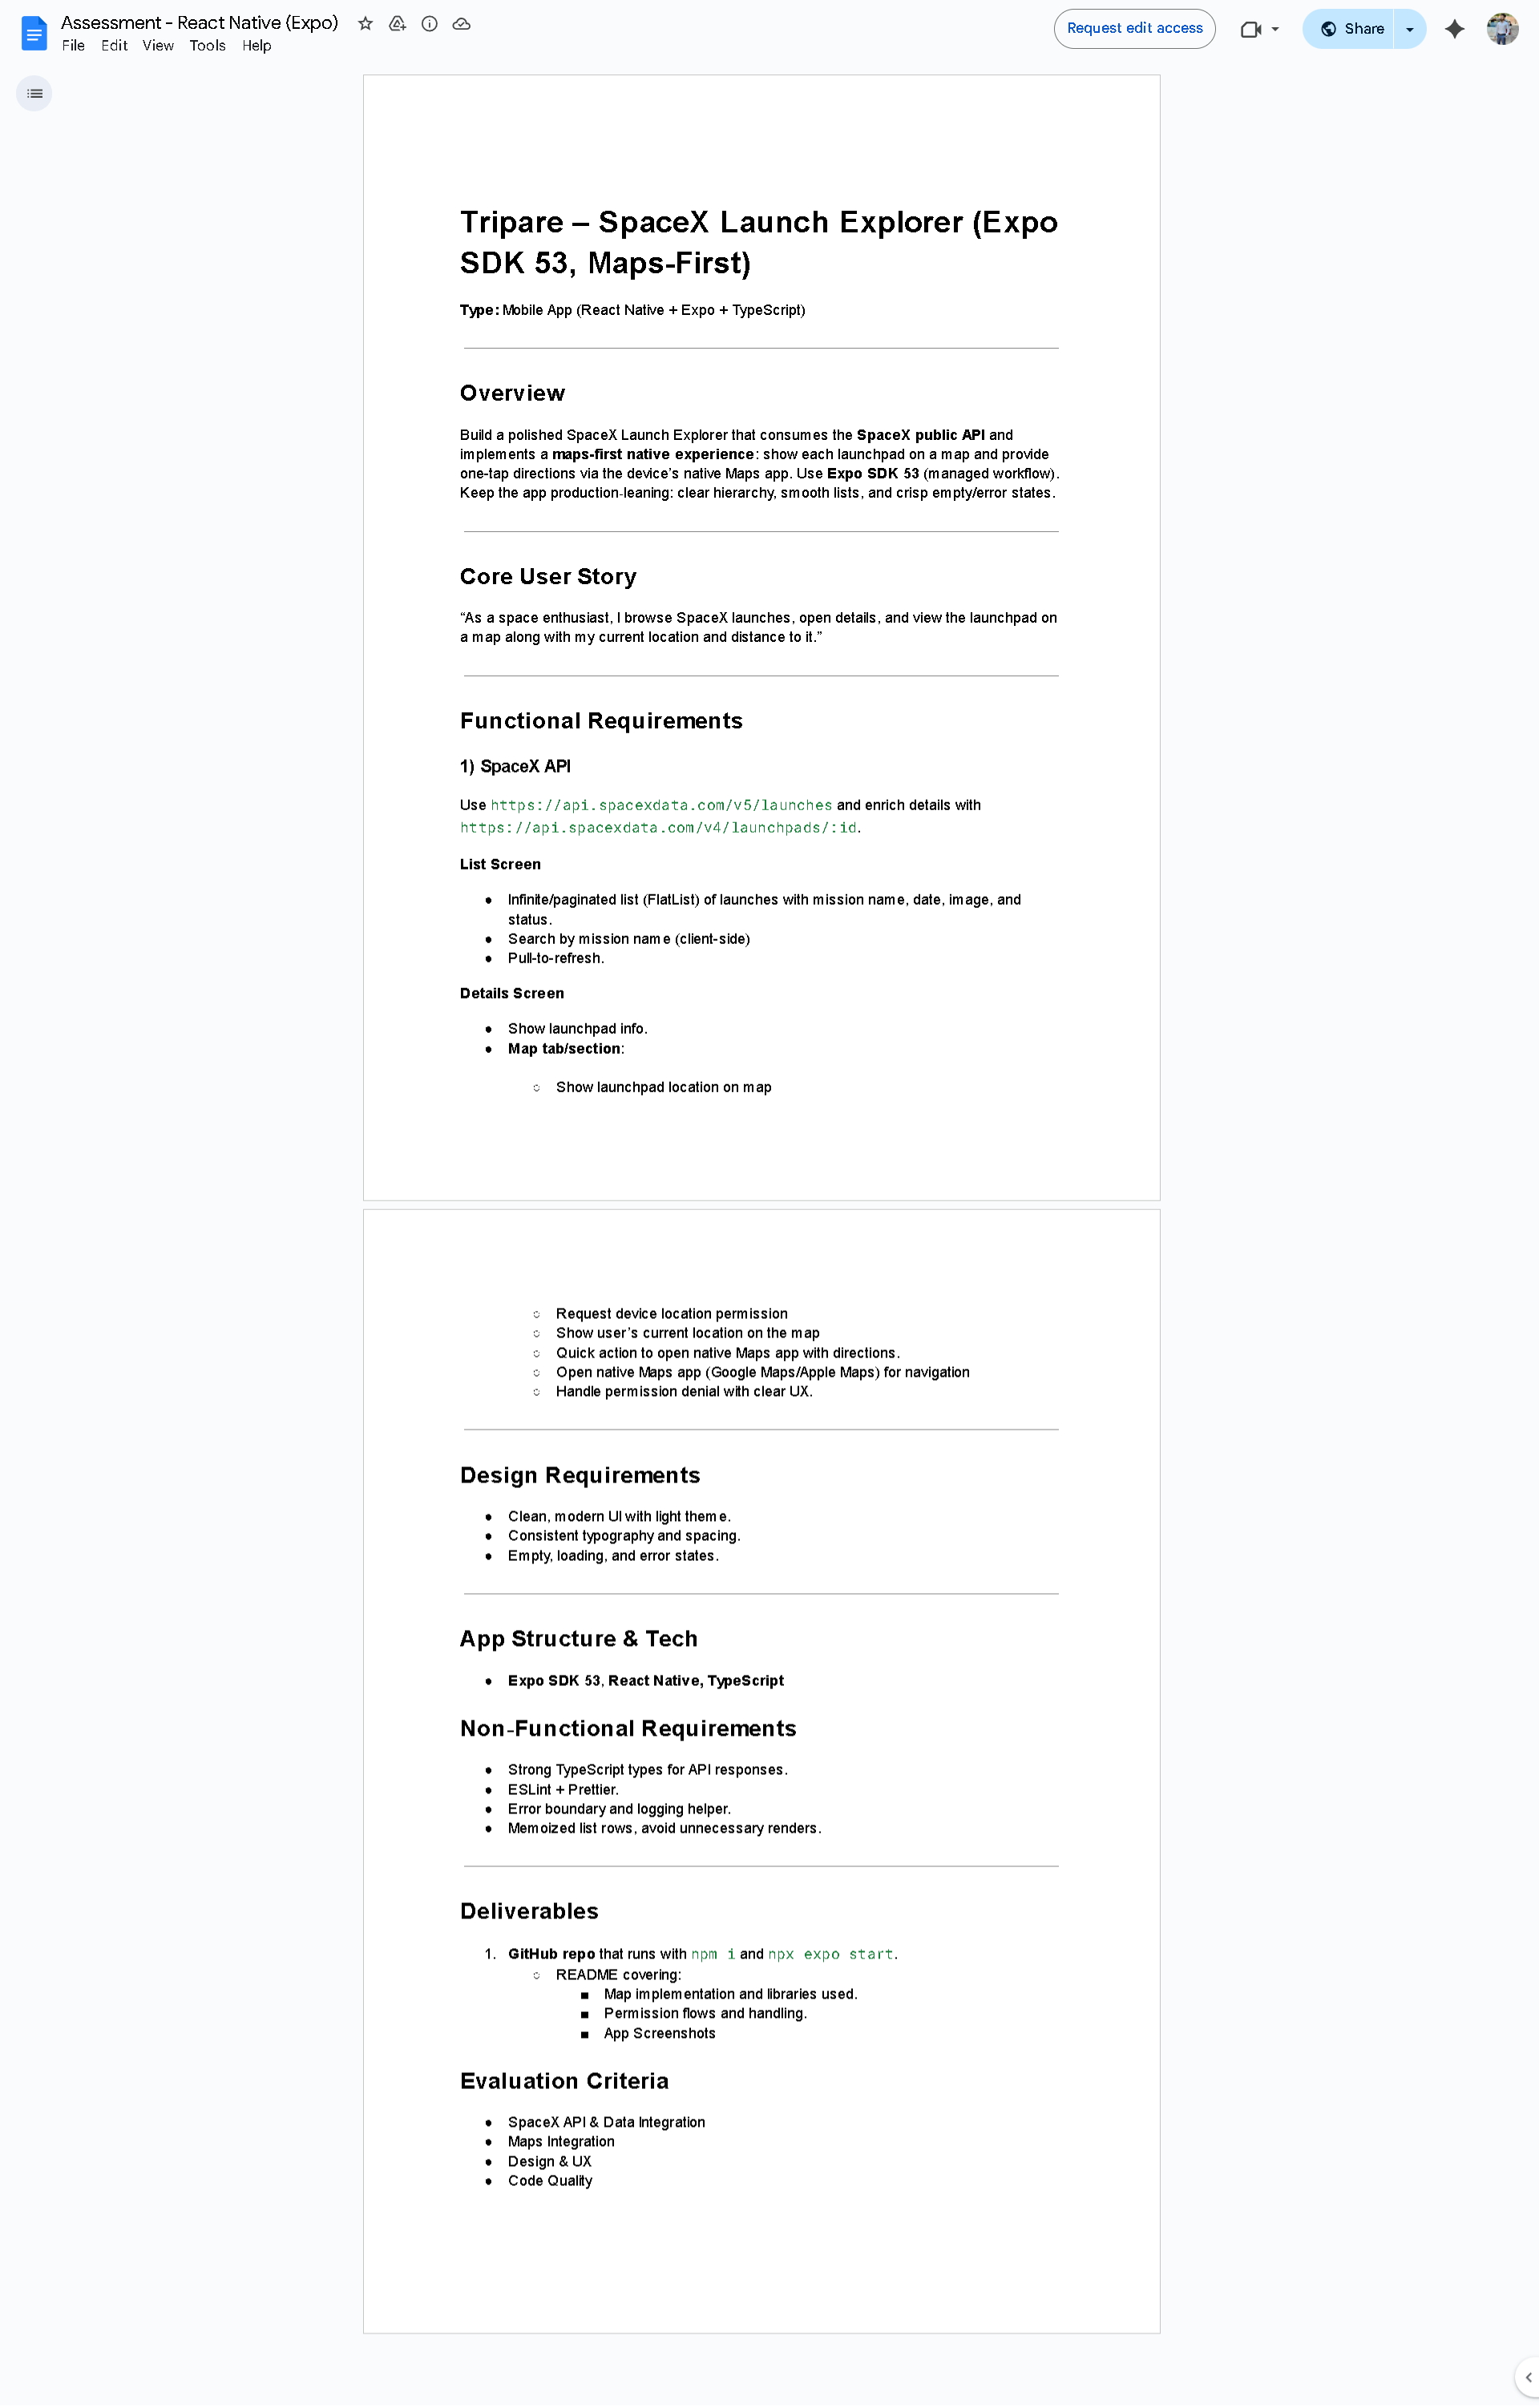 Assessment - React Native (Expo)
File Edit View Tools Help
Request edit access
Share
Tripare – SpaceX Launch Explorer (Expo
SDK 53, Maps-First)
Type: Mobile App (React Native + Expo + TypeScript)
Overview
Build a polished SpaceX Launch Explorer that consumes the SpaceX public API and
implements a maps-first native experience: show each launchpad on a map and provide
one-tap directions via the device’s native Maps app. Use Expo SDK 53 (managed workflow).
Keep the app production-leaning: clear hierarchy, smooth lists, and crisp empty/error states.
Core User Story
“As a space enthusiast, I browse SpaceX launches, open details, and view the launchpad on
a map along with my current location and distance to it.”
Functional Requirements
1) SpaceX API
Use https://api.spacexdata.com/v5/launches and enrich details with
https://api.spacexdata.com/v4/launchpads/:id.
List Screen
● Infinite/paginated list (FlatList) of launches with mission name, date, image, and
status.
● Search by mission name (client-side)
● Pull-to-refresh.
Details Screen
● Show launchpad info.
● Map tab/section:
○ Show launchpad location on map
○ Request device location permission
○ Show user’s current location on the map
○ Quick action to open native Maps app with directions.
○ Open native Maps app (Google Maps/Apple Maps) for navigation
○ Handle permission denial with clear UX.
Design Requirements
● Clean, modern UI with light theme.
● Consistent typography and spacing.
● Empty, loading, and error states.
App Structure & Tech
● Expo SDK 53, React Native, TypeScript
Non-Functional Requirements
● Strong TypeScript types for API responses.
● ESLint + Prettier.
● Error boundary and logging helper.
● Memoized list rows, avoid unnecessary renders.
Deliverables
1. GitHub repo that runs with npm i and npx expo start.
○ README covering:
■ Map implementation and libraries used.
■ Permission flows and handling.
■ App Screenshots
Evaluation Criteria
● SpaceX API & Data Integration
● Maps Integration
● Design & UX
● Code Quality